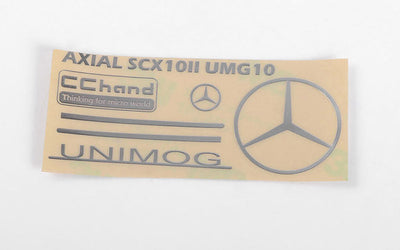 AXIAL SCX10II UMG10
CChand
Thinking for micro world
UNIMOG